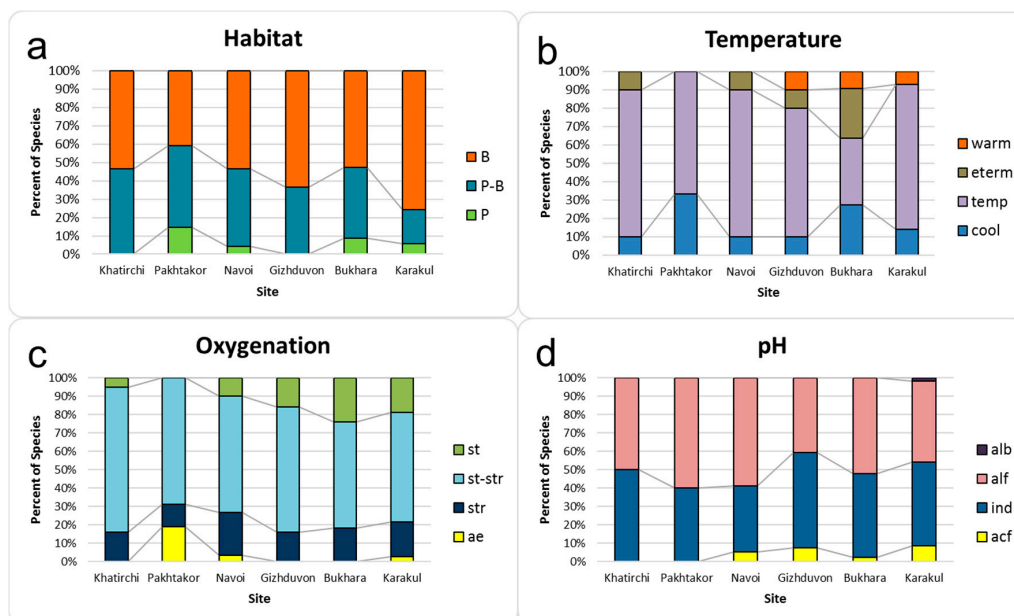 a
Habitat
100%
90%
80%
70%
60%
50%
40%
30%
20%
10%
0%
Percent of Species
Khatirchi Pakhtakor Navoi Gizhduvon Bukhara Karakul
Site
B
P-B
P
b
Temperature
100%
90%
80%
70%
60%
50%
40%
30%
20%
10%
0%
Percent of Species
Khatirchi Pakhtakor Navoi Gizhduvon Bukhara Karakul
Site
warm
eterm
temp
cool
c
Oxygenation
100%
90%
80%
70%
60%
50%
40%
30%
20%
10%
0%
Percent of Species
Khatirchi Pakhtakor Navoi Gizhduvon Bukhara Karakul
Site
st
st-str
str
ae
d
pH
100%
90%
80%
70%
60%
50%
40%
30%
20%
10%
0%
Percent of Species
Khatirchi Pakhtakor Navoi Gizhduvon Bukhara Karakul
Site
alb
alf
ind
acf